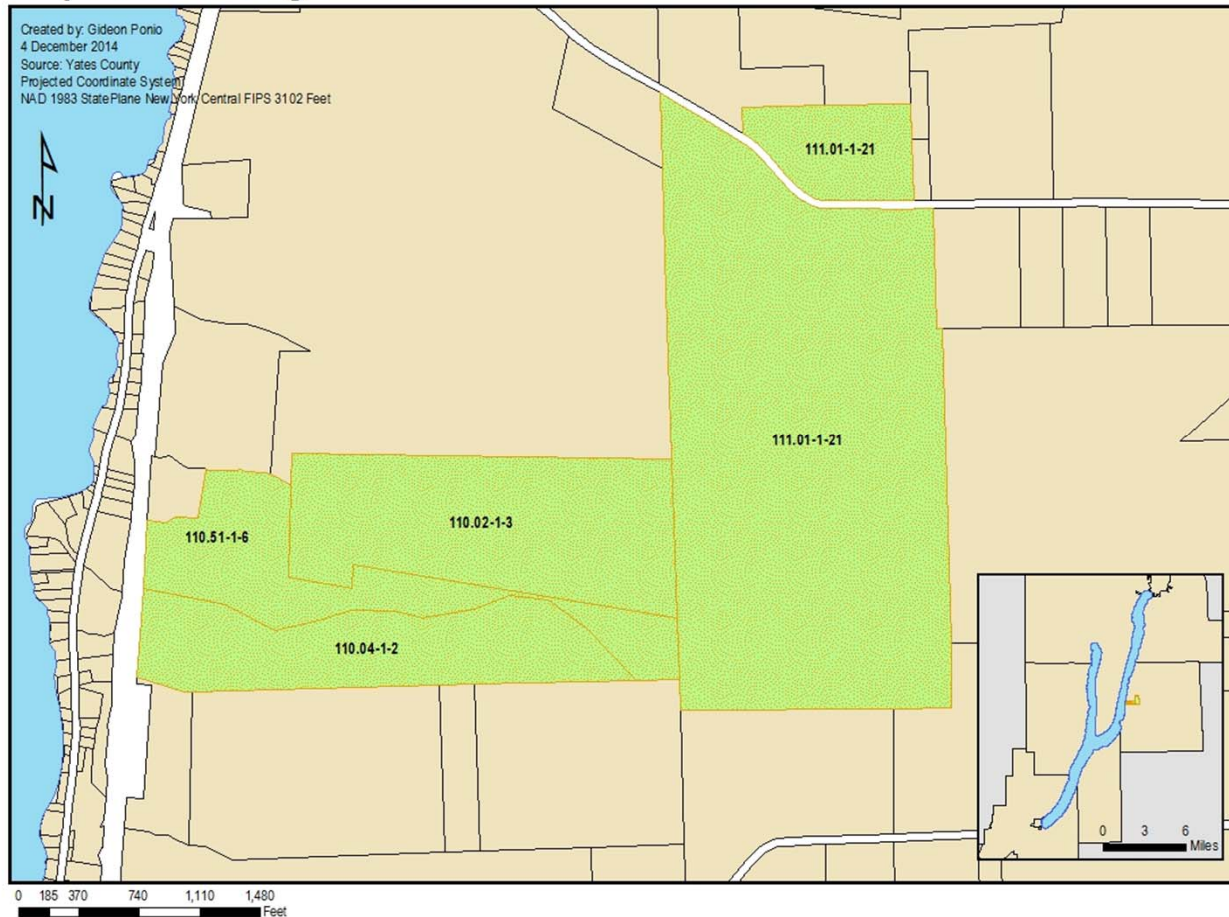 Created by: Gideon Ponio
4 December 2014
Source: Yates County
Projected Coordinate System
NAD 1983 StatePlane New York Central FIPS 3102 Feet
N
111.01-1-21
111.01-1-21
110.02-1-3
110.51-1-6
110.04-1-2
0 3 6
Miles
0 185 370 740 1,110 1,480
Feet